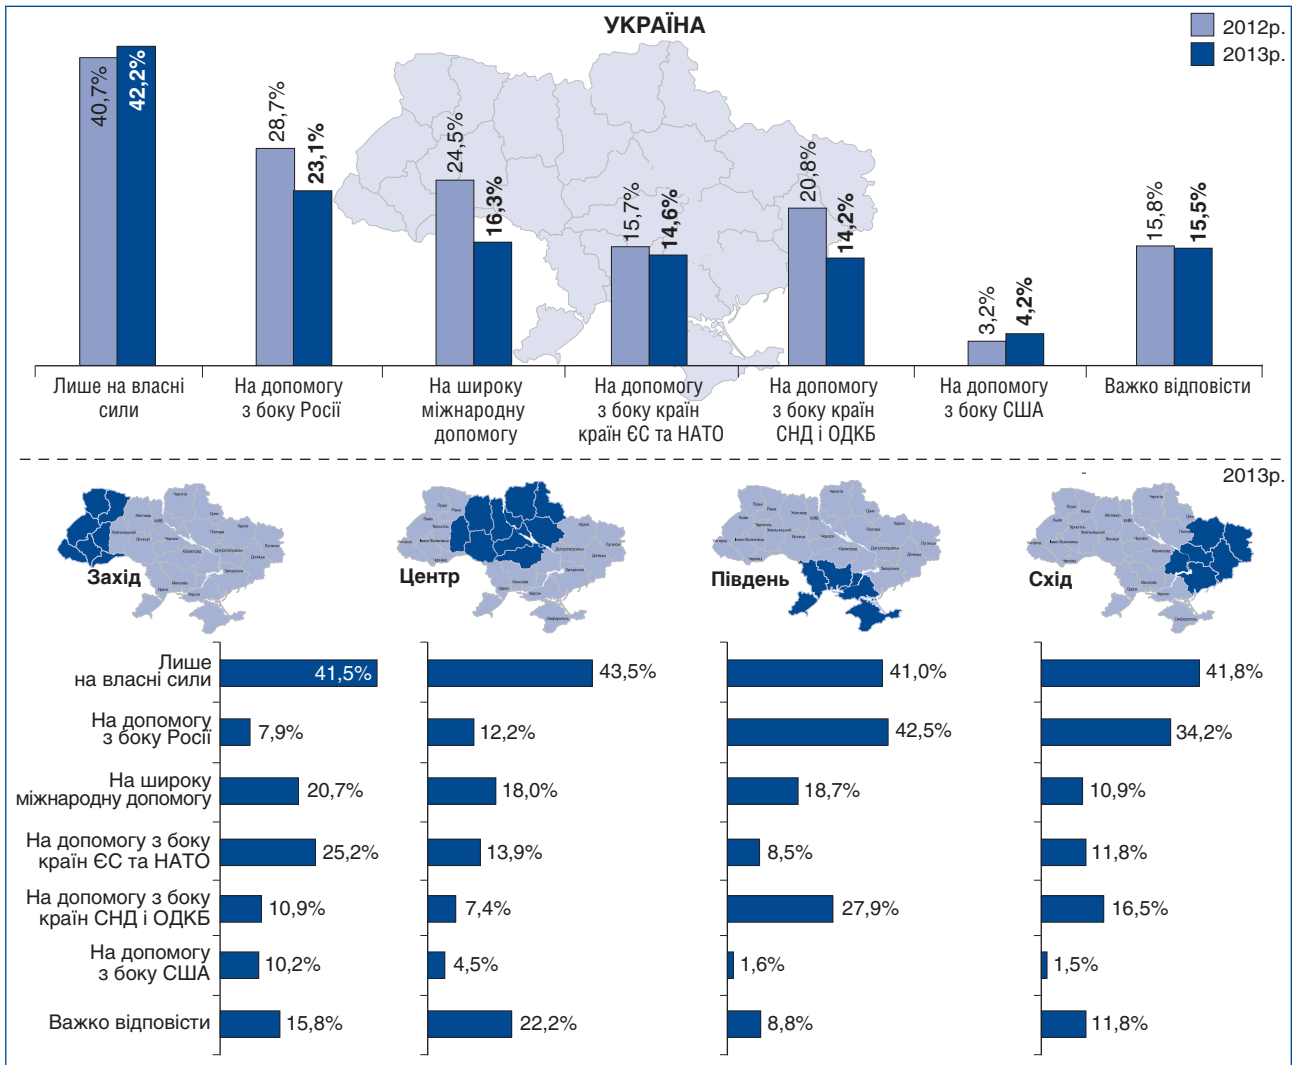 УКРАЇНА
2012р.
2013р.
40,7%
42,2%
28,7%
23,1%
24,5%
16,3%
15,7%
14,6%
20,8%
14,2%
3,2%
4,2%
15,8%
15,5%
Лише на власні
сили
На допомогу
з боку Росії
На широку
міжнародну
допомогу
На допомогу
з боку країн
країн ЄС та НАТО
На допомогу
з боку країн
СНД і ОДКБ
На допомогу
з боку США
Важко відповісти
2013р.
Захід
Центр
Південь
Схід
Лише
на власні сили
41,5%
43,5%
41,0%
41,8%
На допомогу
з боку Росії
7,9%
12,2%
42,5%
34,2%
На широку
міжнародну допомогу
20,7%
18,0%
18,7%
10,9%
На допомогу з боку
країн ЄС та НАТО
25,2%
13,9%
8,5%
11,8%
На допомогу з боку
країн СНД і ОДКБ
10,9%
7,4%
27,9%
16,5%
На допомогу
з боку США
10,2%
4,5%
1,6%
1,5%
Важко відповісти
15,8%
22,2%
8,8%
11,8%